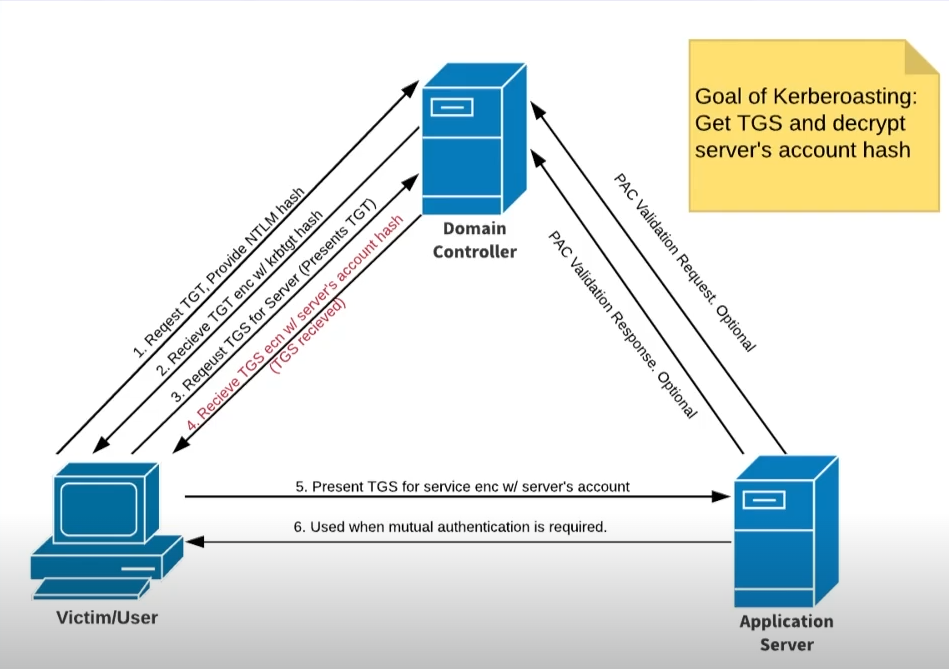 Goal of Kerberoasting:
Get TGS and decrypt
server's account hash
Domain
Controller
1. Reqest TGT, Provide NTLM hash
2. Recieve TGT enc w/ krbtgt hash
3. Reqeust TGS for Server (Presents TGT)
4. Recieve TGS ecn w/ server's account hash
(TGS recieved)
PAC Validation Request. Optional
PAC Validation Response. Optional
5. Present TGS for service enc w/ server's account
6. Used when mutual authentication is required.
Victim/User
Application
Server